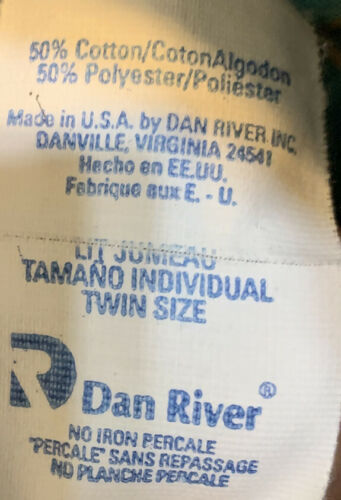 50% Cotton/CotonAlgodon
50% Polyester/Poliester
Made in U.S.A. by DAN RIVER INC.
DANVILLE, VIRGINIA 24541
Hecho en EE.UU.
Fabrique aux E. - U.
LIT JUMEAU
TAMAÑO INDIVIDUAL
TWIN SIZE
Dan River®
NO IRON PERCALE
"PERCALE" SANS REPASSAGE
NO PLANCHE PERCALE